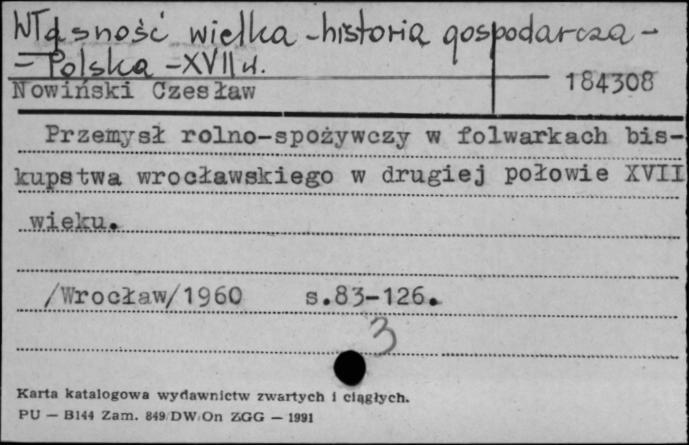 Własność wielka - historia gospodarcza -
- Polska - XVII w.
Nowiński Czesław
184308
Przemysł rolno-spożywczy w folwarkach bis-
kupstwa wrocławskiego w drugiej połowie XVII
wieku.
/Wrocław/1960 s.83-126.
3
Karta katalogowa wydawnictw zwartych i ciągłych.
PU — B144 Zam. 849/DW/On ZGG — 1991